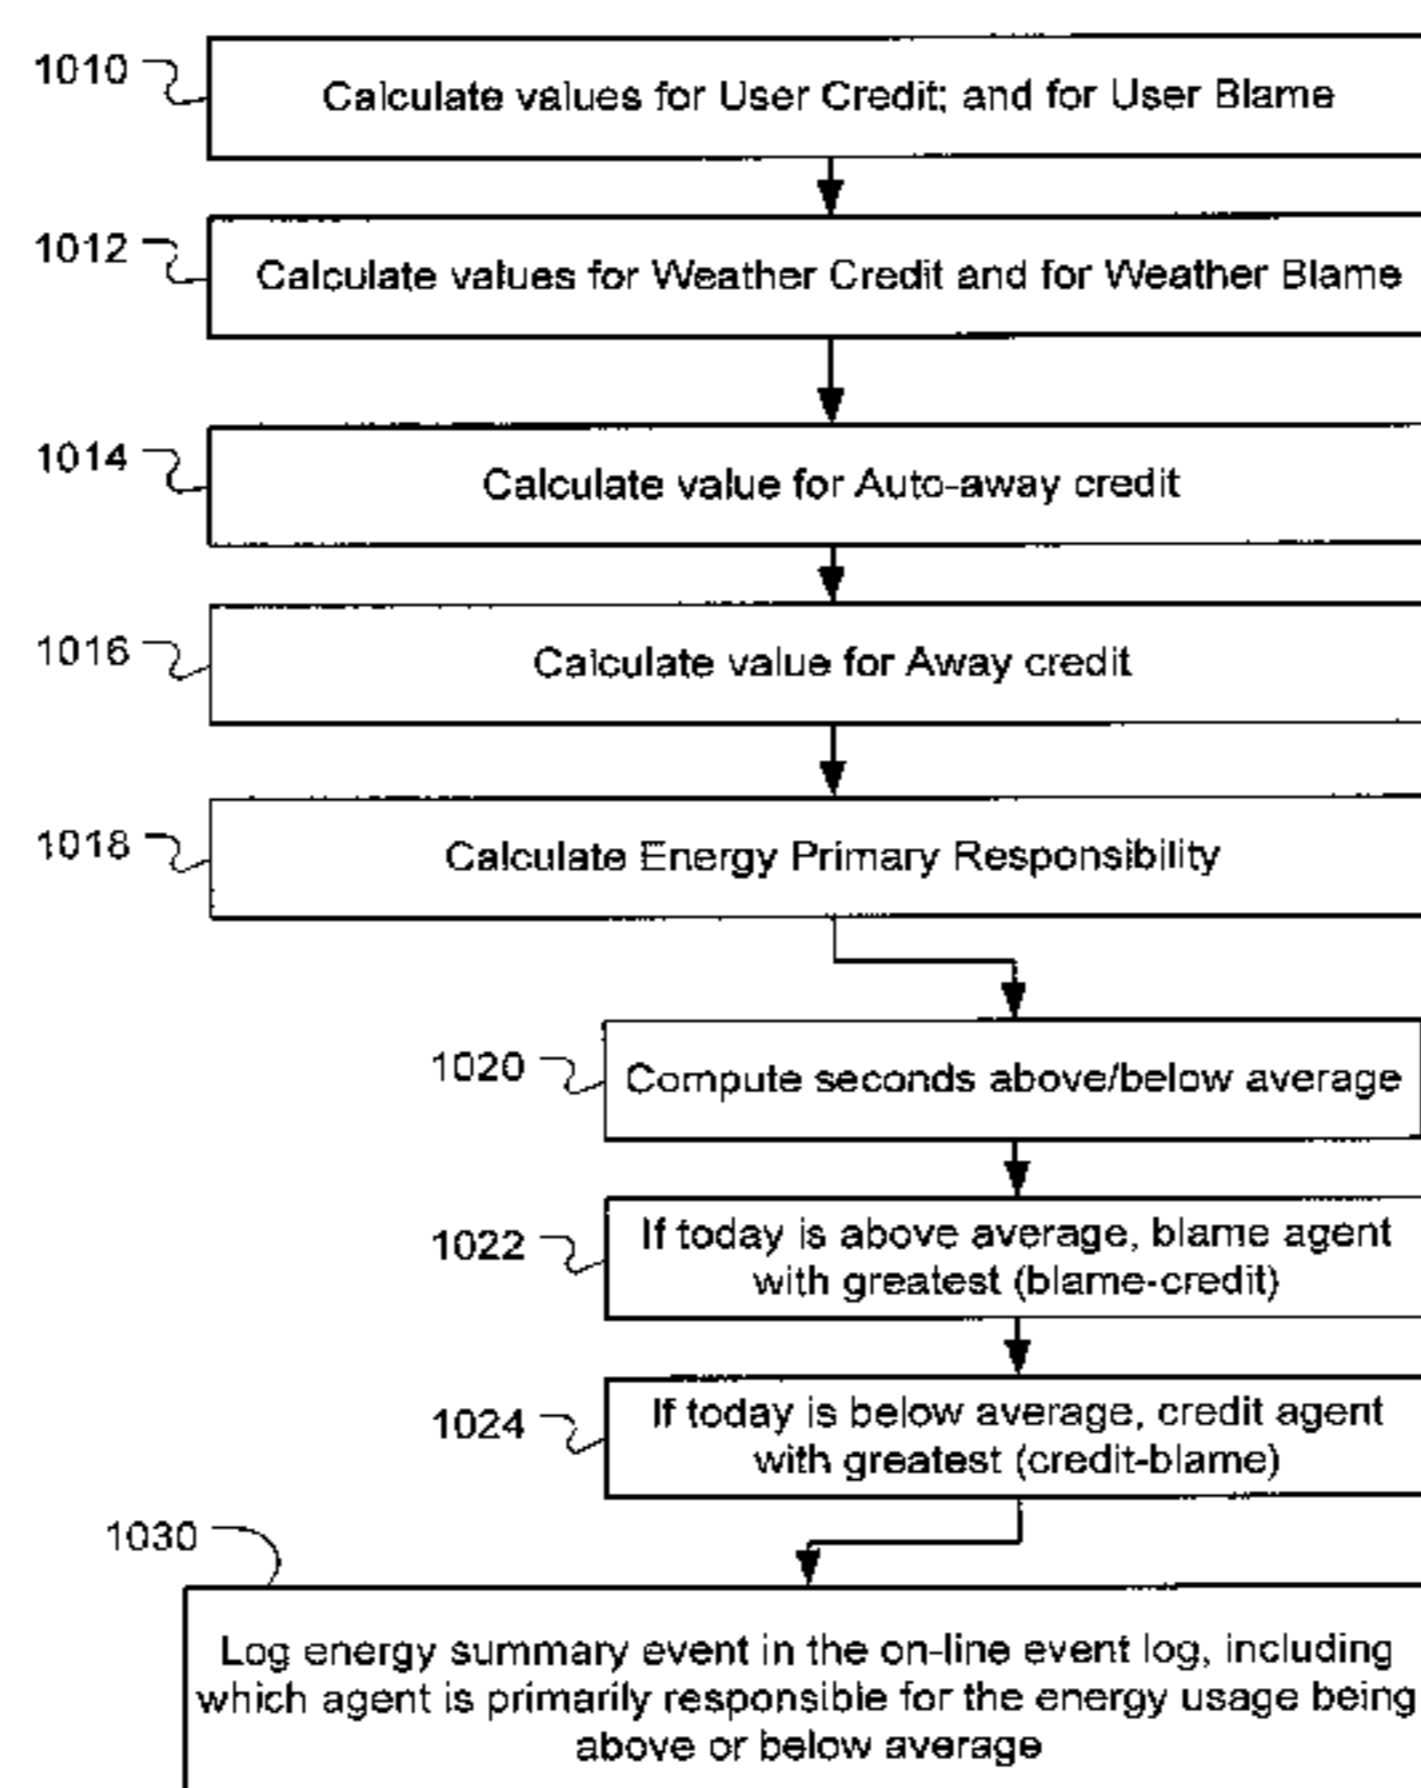 1010
Calculate values for User Credit; and for User Blame
1012
Calculate values for Weather Credit and for Weather Blame
1014
Calculate value for Auto-away credit
1016
Calculate value for Away credit
1018
Calculate Energy Primary Responsibility
1020
Compute seconds above/below average
1022
If today is above average, blame agent
with greatest (blame-credit)
1024
If today is below average, credit agent
with greatest (credit-blame)
1030
Log energy summary event in the on-line event log, including
which agent is primarily responsible for the energy usage being
above or below average